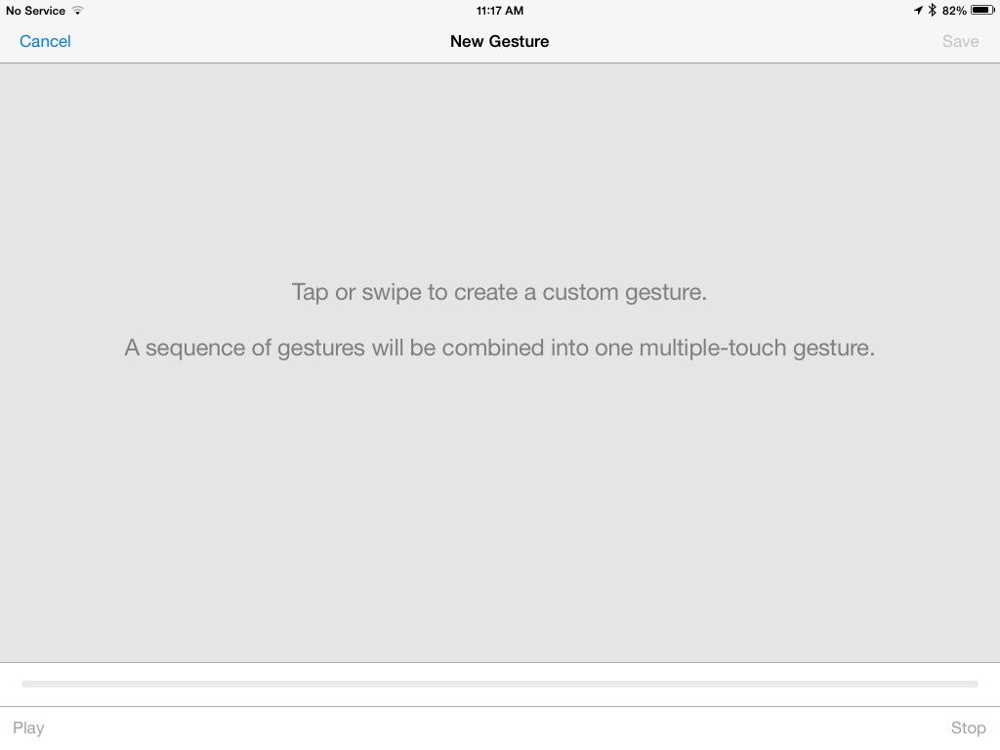 No Service 11:17 AM 82%
Cancel New Gesture Save
Tap or swipe to create a custom gesture.
A sequence of gestures will be combined into one multiple-touch gesture.
Play Stop